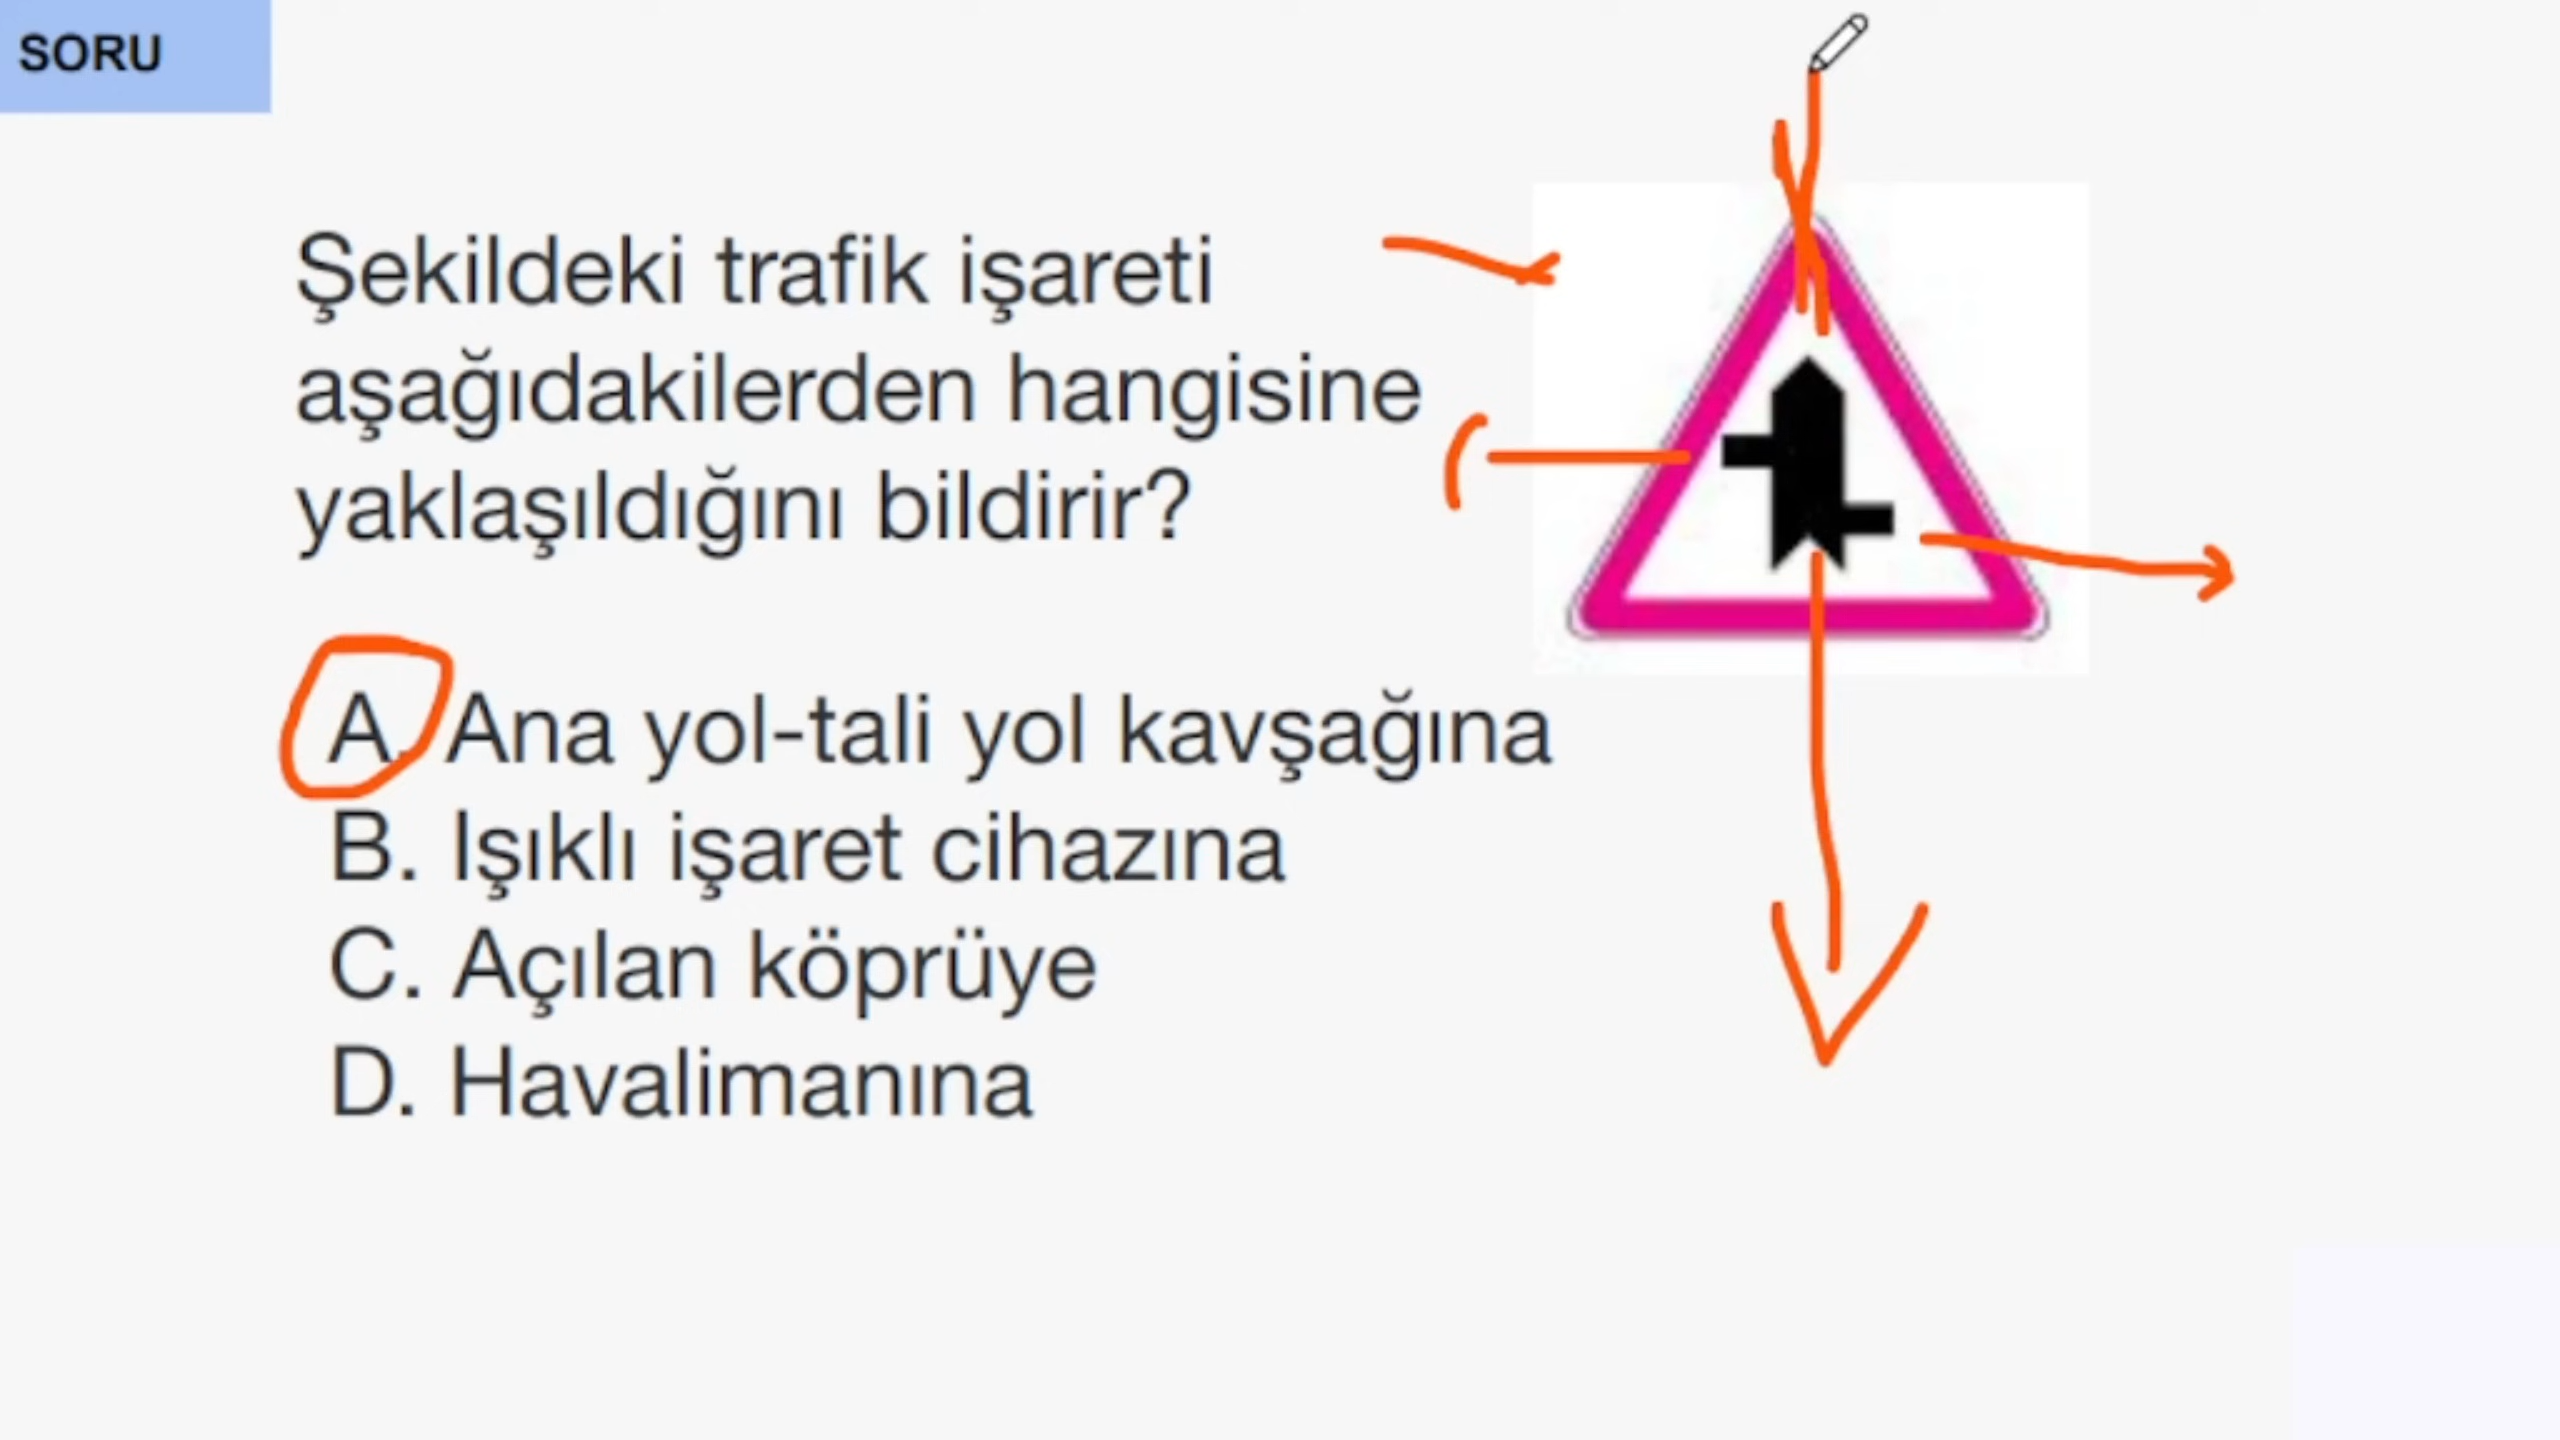 SORU
Şekildeki trafik işareti
aşağıdakilerden hangisine
yaklaşıldığını bildirir?
A. Ana yol-tali yol kavşağına
B. Işıklı işaret cihazına
C. Açılan köprüye
D. Havalimanına